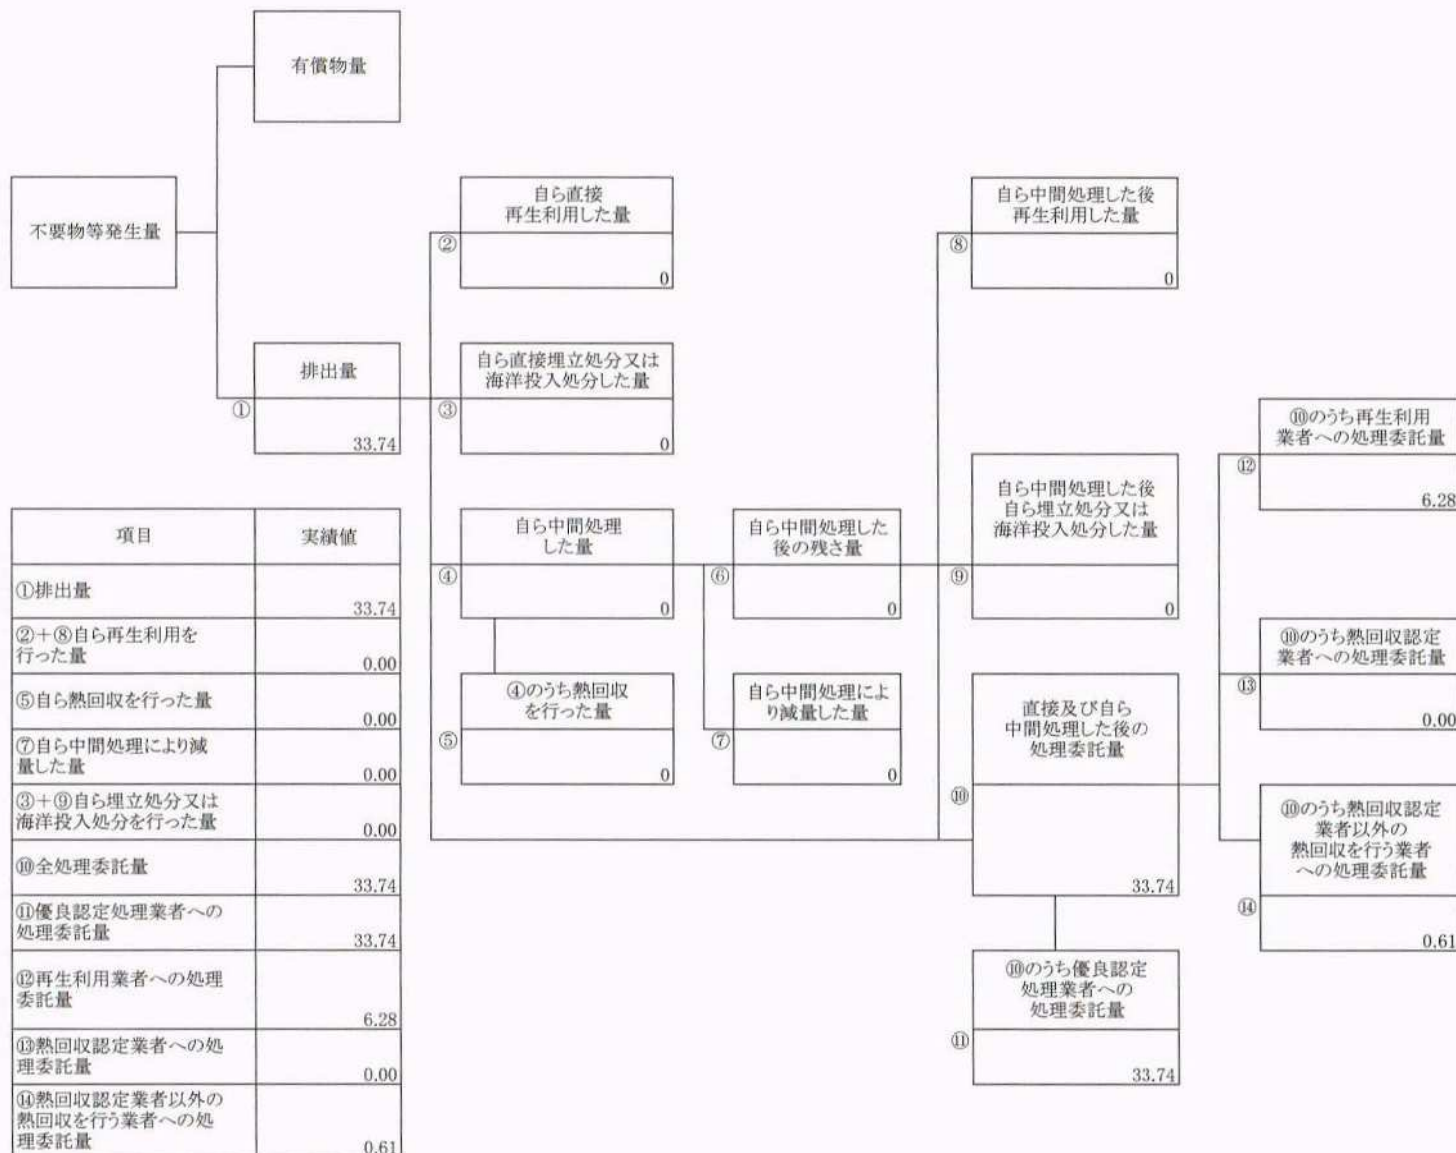 有償物量
不要物等発生量
自ら直接
再生利用した量
②
0
自ら中間処理した後
再生利用した量
⑧
0
排出量
①
33.74
自ら直接埋立処分又は
海洋投入処分した量
③
0
⑩のうち再生利用
業者への処理委託量
⑫
6.28
自ら中間処理
した量
④
0
自ら中間処理した
後の残さ量
⑥
0
自ら中間処理した後
自ら埋立処分又は
海洋投入処分した量
⑨
0
⑩のうち熱回収認定
業者への処理委託量
⑬
0.00
④のうち熱回収
を行った量
⑤
0
自ら中間処理によ
り減量した量
⑦
0
直接及び自ら
中間処理した後の
処理委託量
⑩
33.74
⑩のうち熱回収認定
業者以外の
熱回収を行う業者
への処理委託量
⑭
0.61
⑩のうち優良認定
処理業者への
処理委託量
⑪
33.74
項目 実績値
①排出量
33.74
②＋⑧自ら再生利用を
行った量
0.00
⑤自ら熱回収を行った量
0.00
⑦自ら中間処理により減
量した量
0.00
③＋⑨自ら埋立処分又は
海洋投入処分を行った量
0.00
⑩全処理委託量
33.74
⑪優良認定処理業者への
処理委託量
33.74
⑫再生利用業者への処理
委託量
6.28
⑬熱回収認定業者への処
理委託量
0.00
⑭熱回収認定業者以外の
熱回収を行う業者への処
理委託量
0.61